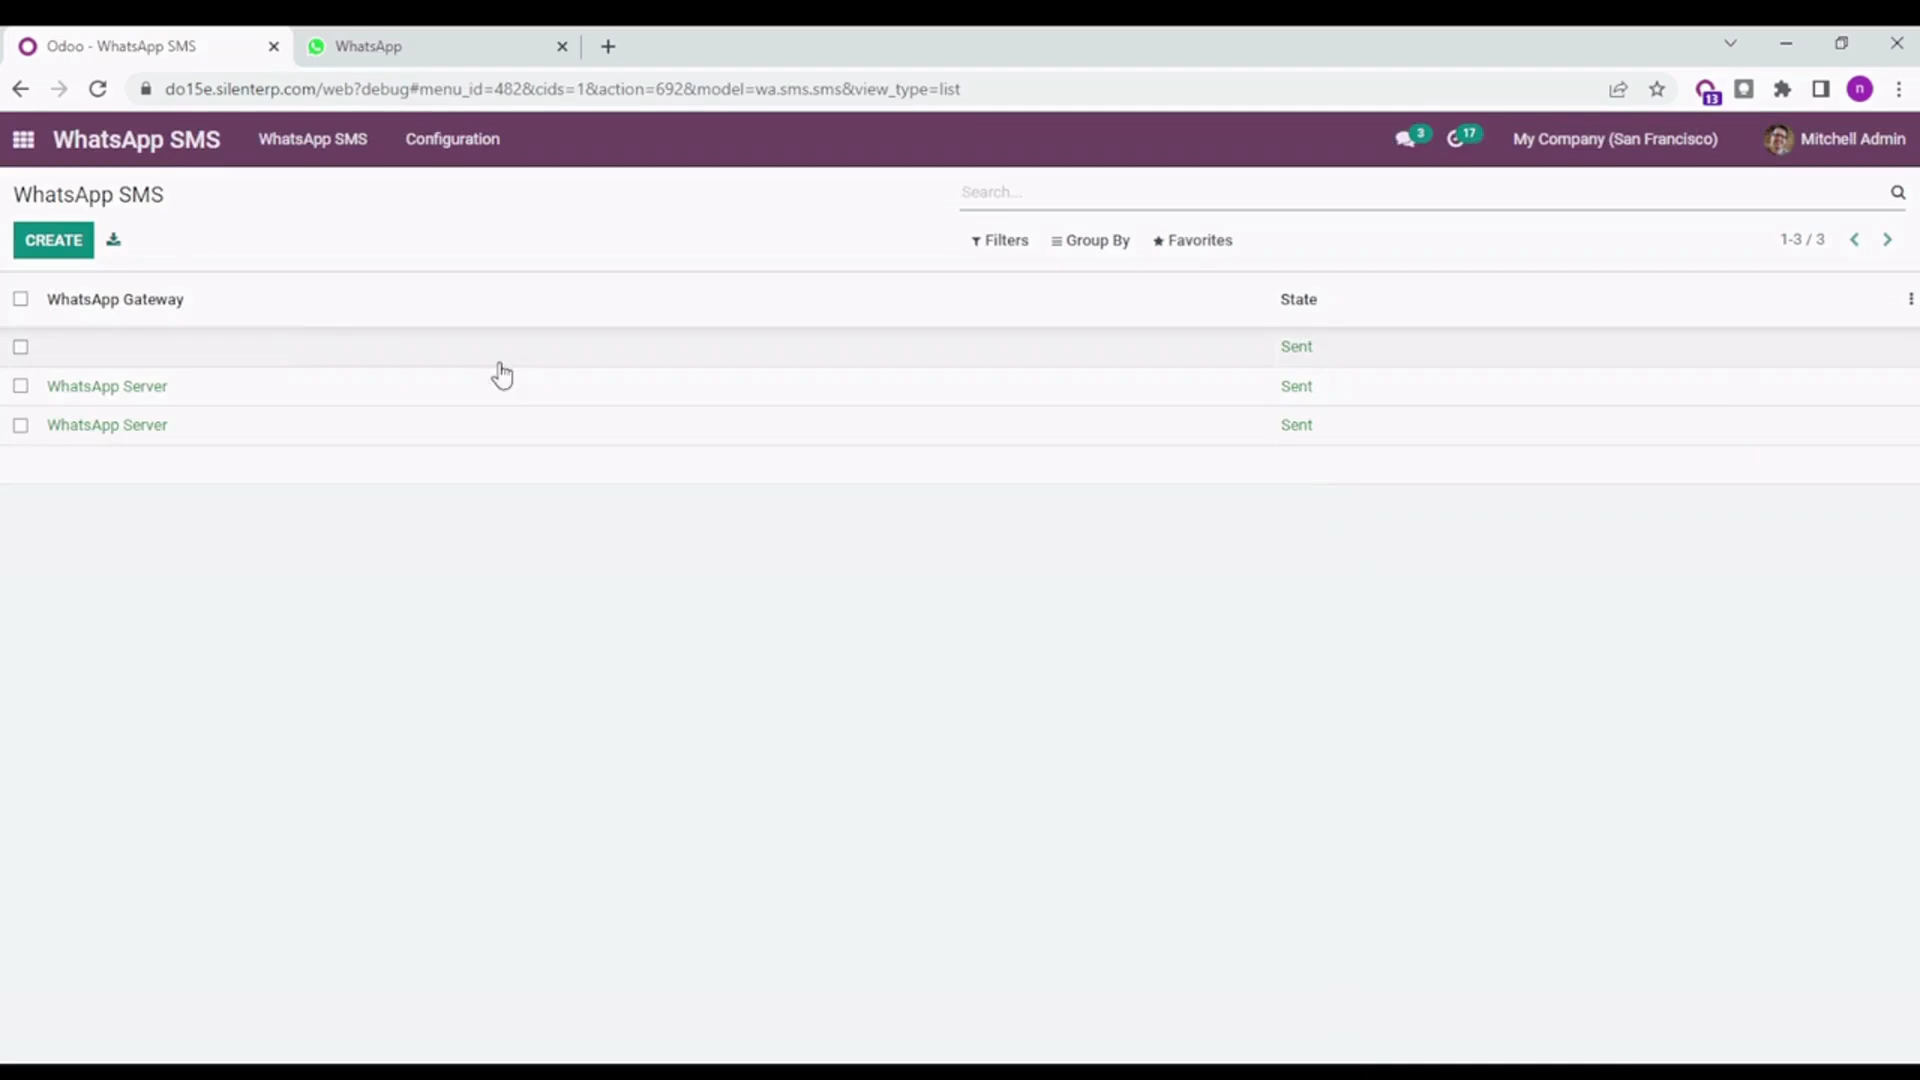 Odoo - WhatsApp SMS
WhatsApp
do15e.silenterp.com/web?debug#menu_id=482&cids=1&action=692&model=wa.sms.sms&view_type=list
13
n
WhatsApp SMS
WhatsApp SMS
Configuration
3
17
My Company (San Francisco)
Mitchell Admin
WhatsApp SMS
Search...
CREATE
Filters
Group By
Favorites
1-3 / 3
WhatsApp Gateway
State
Sent
WhatsApp Server
Sent
WhatsApp Server
Sent